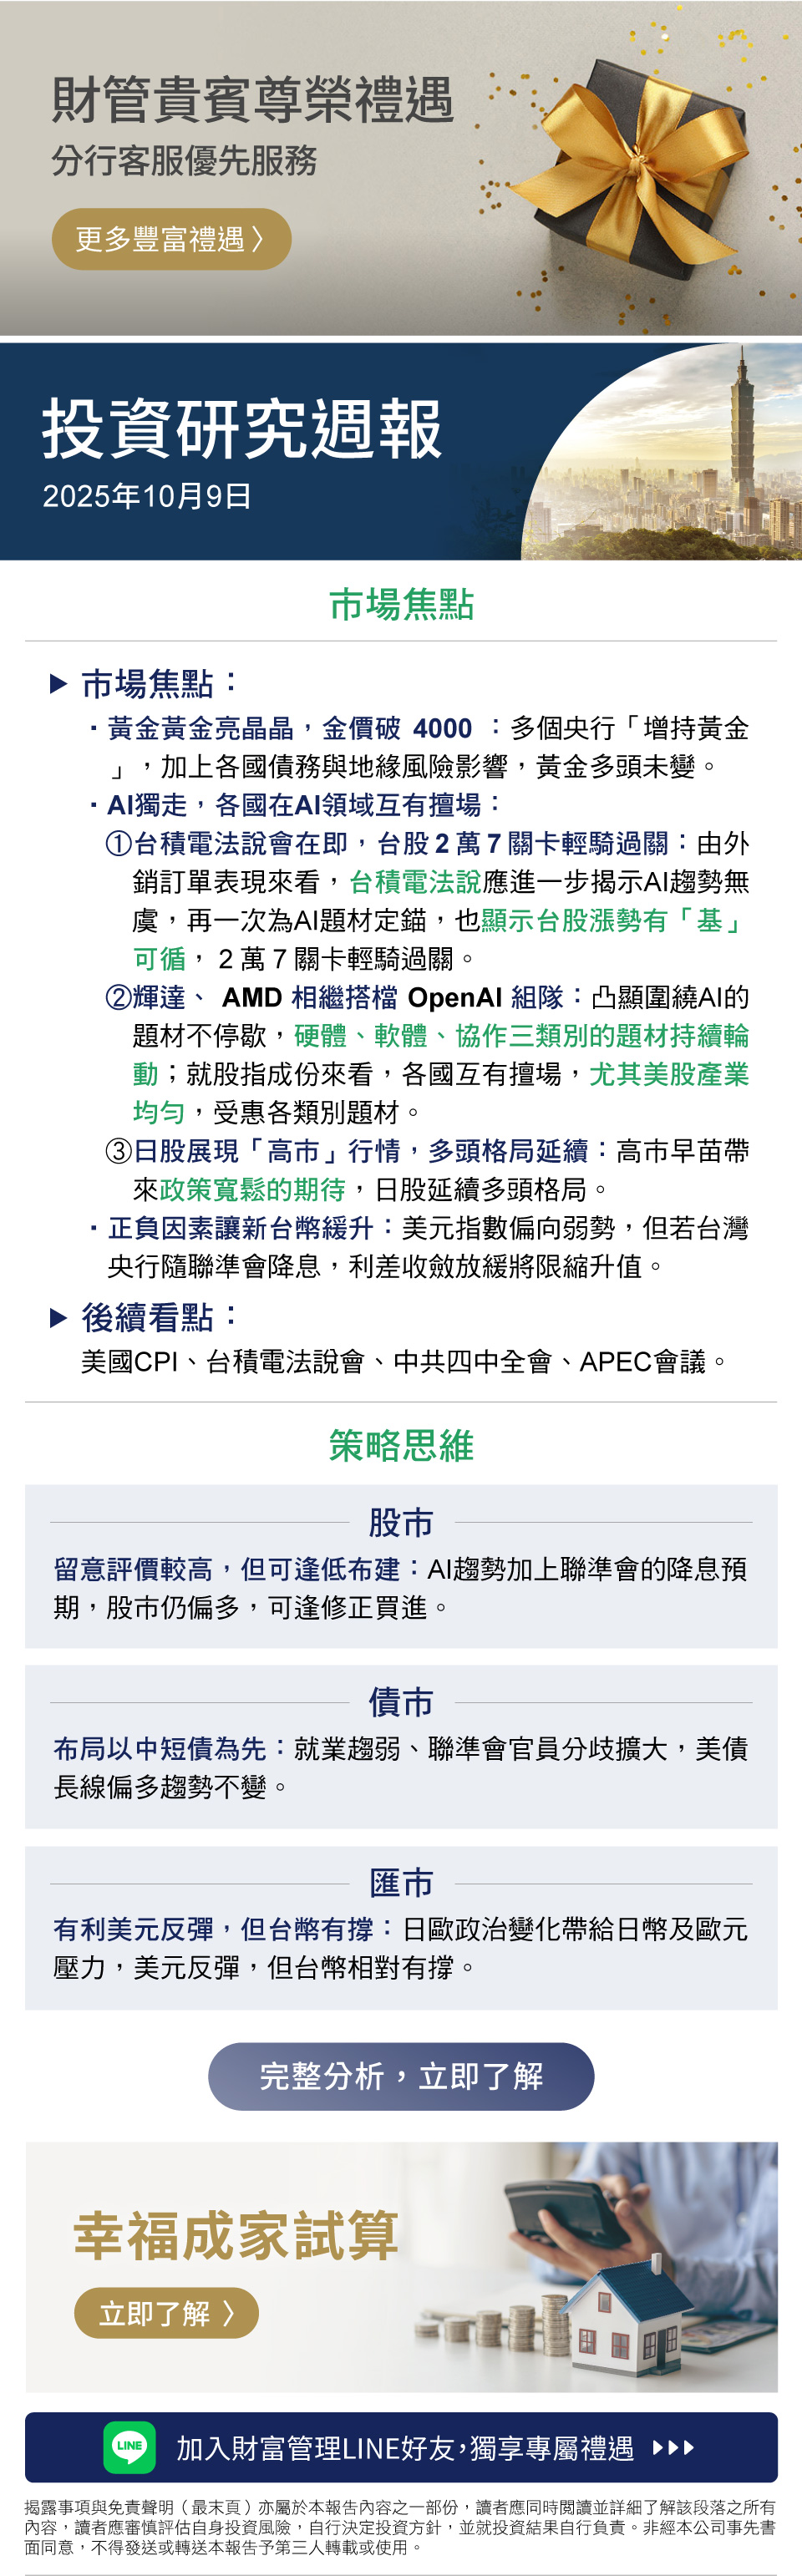 財管貴賓尊榮禮遇
分行客服優先服務
更多豐富禮遇〉
投資研究週報
2025年10月9日
市場焦點
▶ 市場焦點：
・黃金黃金亮晶晶，金價破 4000 ：多個央行「增持黃金
」，加上各國債務與地緣風險影響，黃金多頭未變。
・AI獨走，各國在AI領域互有擅場：
①台積電法說會在即，台股２萬７關卡輕騎過關：由外
銷訂單表現來看，台積電法說應進一步揭示AI趨勢無
虞，再一次為AI題材定錨，也顯示台股漲勢有「基」
可循，２萬７關卡輕騎過關。
②輝達、 AMD 相繼搭檔 OpenAI 組隊：凸顯圍繞AI的
題材不停歇，硬體、軟體、協作三類別的題材持續輪
動；就股指成份來看，各國互有擅場，尤其美股產業
均勻，受惠各類別題材。
③日股展現「高市」行情，多頭格局延續：高市早苗帶
來政策寬鬆的期待，日股延續多頭格局。
・正負因素讓新台幣緩升：美元指數偏向弱勢，但若台灣
央行隨聯準會降息，利差收斂放緩將限縮升值。
▶ 後續看點：
美國CPI、台積電法說會、中共四中全會、APEC會議。
策略思維
股市
留意評價較高，但可逢低布建：AI趨勢加上聯準會的降息預
期，股市仍偏多，可逢修正買進。
債市
布局以中短債為先：就業趨弱、聯準會官員分歧擴大，美債
長線偏多趨勢不變。
匯市
有利美元反彈，但台幣有撐：日歐政治變化帶給日幣及歐元
壓力，美元反彈，但台幣相對有撐。
完整分析，立即了解
幸福成家試算
立即了解 〉
LINE 加入財富管理LINE好友，獨享專屬禮遇
揭露事項與免責聲明（最末頁）亦屬於本報告內容之一部份，讀者應同時閱讀並詳細了解該段落之所有
內容，讀者應審慎評估自身投資風險，自行決定投資方針，並就投資結果自行負責。非經本公司事先書
面同意，不得發送或轉送本報告予第三人轉載或使用。